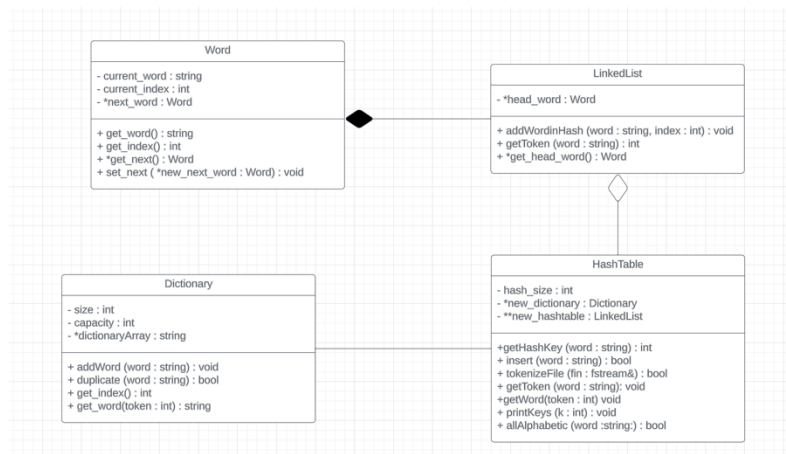 Word
- current_word : string
- current_index : int
- *next_word : Word
+ get_word() : string
+ get_index() : int
+ *get_next() : Word
+ set_next ( *new_next_word : Word) : void
LinkedList
- *head_word : Word
+ addWordinHash (word : string, index : int) : void
+ getToken (word : string) : int
+ *get_head_word() : Word
Dictionary
- size : int
- capacity : int
- *dictionaryArray : string
+ addWord (word : string) : void
+ duplicate (word : string) : bool
+ get_index() : int
+ get_word(token : int) : string
HashTable
- hash_size : int
- *new_dictionary : Dictionary
- **new_hashtable : LinkedList
+getHashKey (word : string) : int
+ insert (word : string) : bool
+ tokenizeFile (fin : fstream&) : bool
+ getToken (word : string): void
+getWord(token : int) void
+ printKeys (k : int) : void
+ allAlphabetic (word :string:) : bool